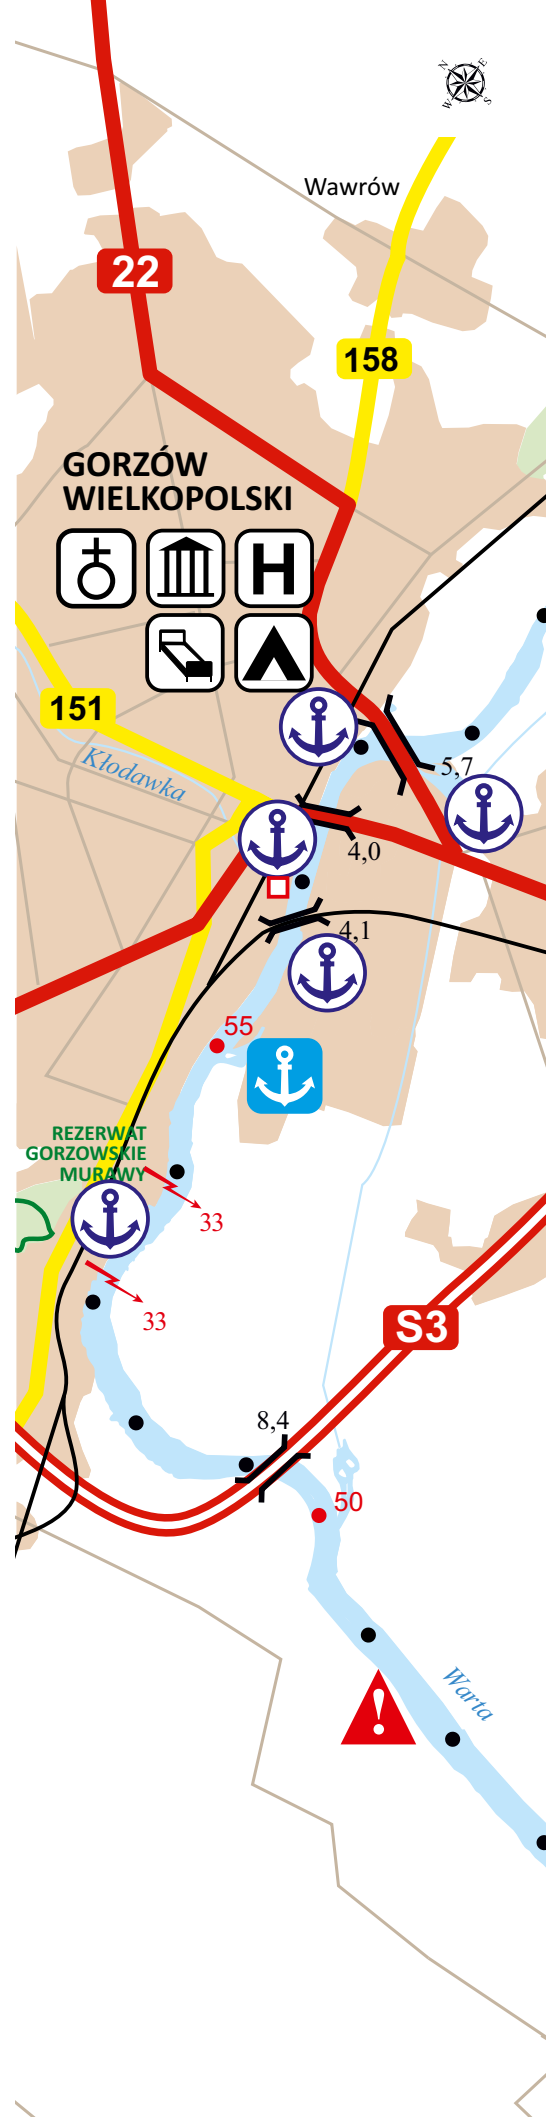 N
E
W
S
Wawrów
22
158
GORZÓW
WIELKOPOLSKI
H
151
Kłodawka
5,7
4,0
4,1
55
REZERWAT
GORZOWSKIE
MURAWY
33
33
S3
8,4
50
Warta
!